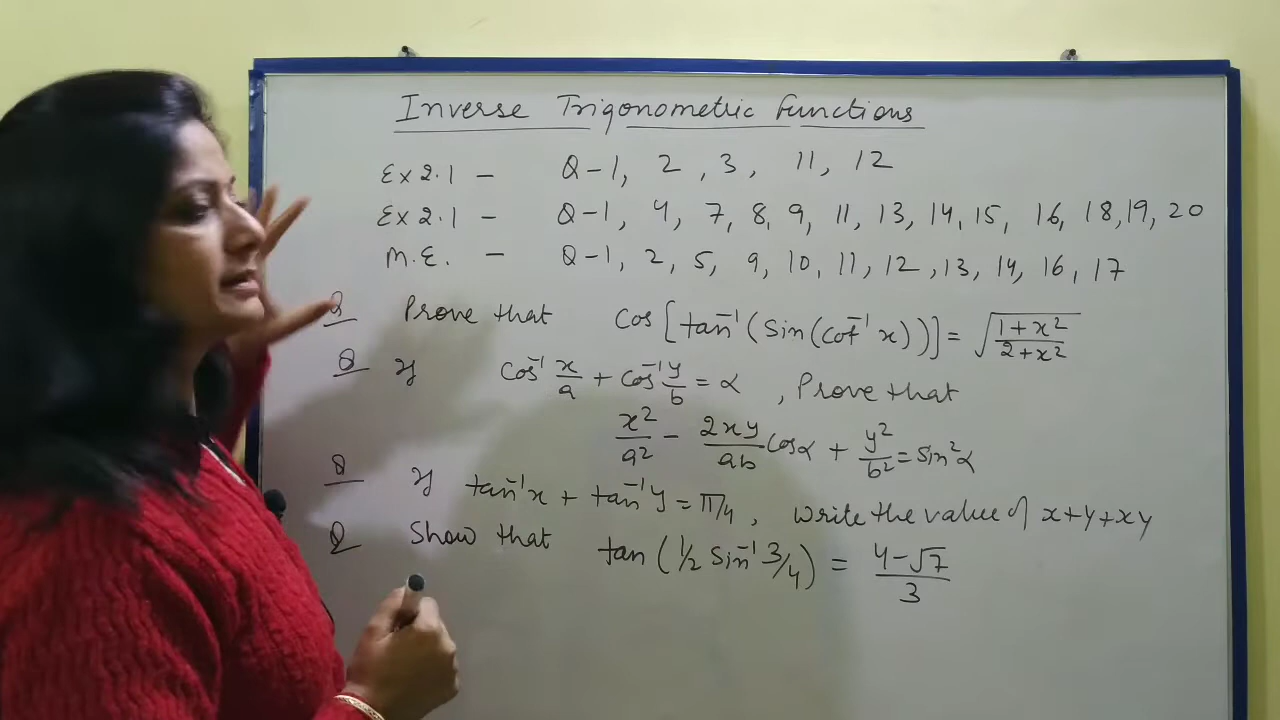 Inverse Trigonometric Functions
Ex 2.1 - Q-1, 2, 3, 11, 12
Ex 2.1 - Q-1, 4, 7, 8, 9, 11, 13, 14, 15, 16, 18, 19, 20
M.E. - Q-1, 2, 5, 9, 10, 11, 12, 13, 14, 16, 17
Q Prove that cos[tan⁻¹(sin(cot⁻¹x))] = √((1+x²)/(2+x²))
Q If cos⁻¹ x/a + cos⁻¹ y/b = α, Prove that
x²/a² - 2xy/ab cosα + y²/b² = sin²α
Q If tan⁻¹x + tan⁻¹y = π/4, write the value of x+y+xy
Q Show that tan(1/2 sin⁻¹ 3/4) = (4-√7)/3